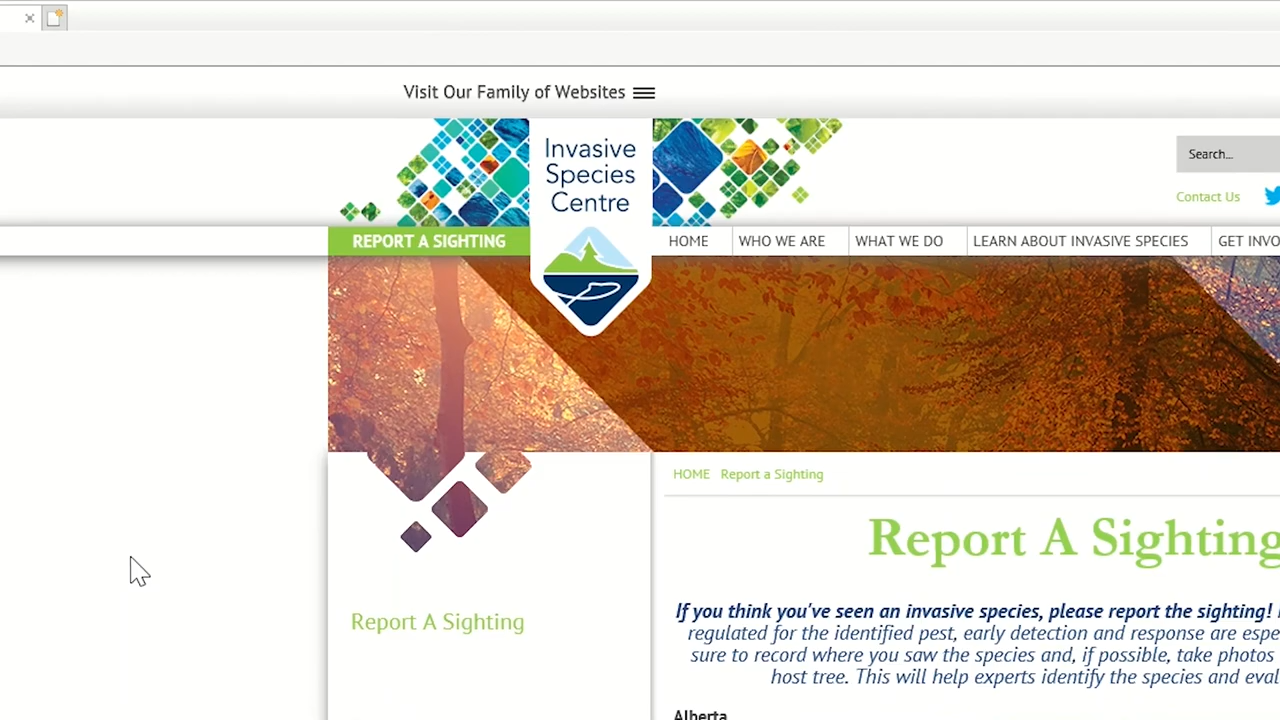 Visit Our Family of Websites
Invasive
Species
Centre
Search...
Contact Us
REPORT A SIGHTING
HOME
WHO WE ARE
WHAT WE DO
LEARN ABOUT INVASIVE SPECIES
GET INVO
HOME Report a Sighting
Report A Sighting
Report A Sighting
If you think you've seen an invasive species, please report the sighting!
regulated for the identified pest, early detection and response are espe
sure to record where you saw the species and, if possible, take photos
host tree. This will help experts identify the species and eval
Alberta